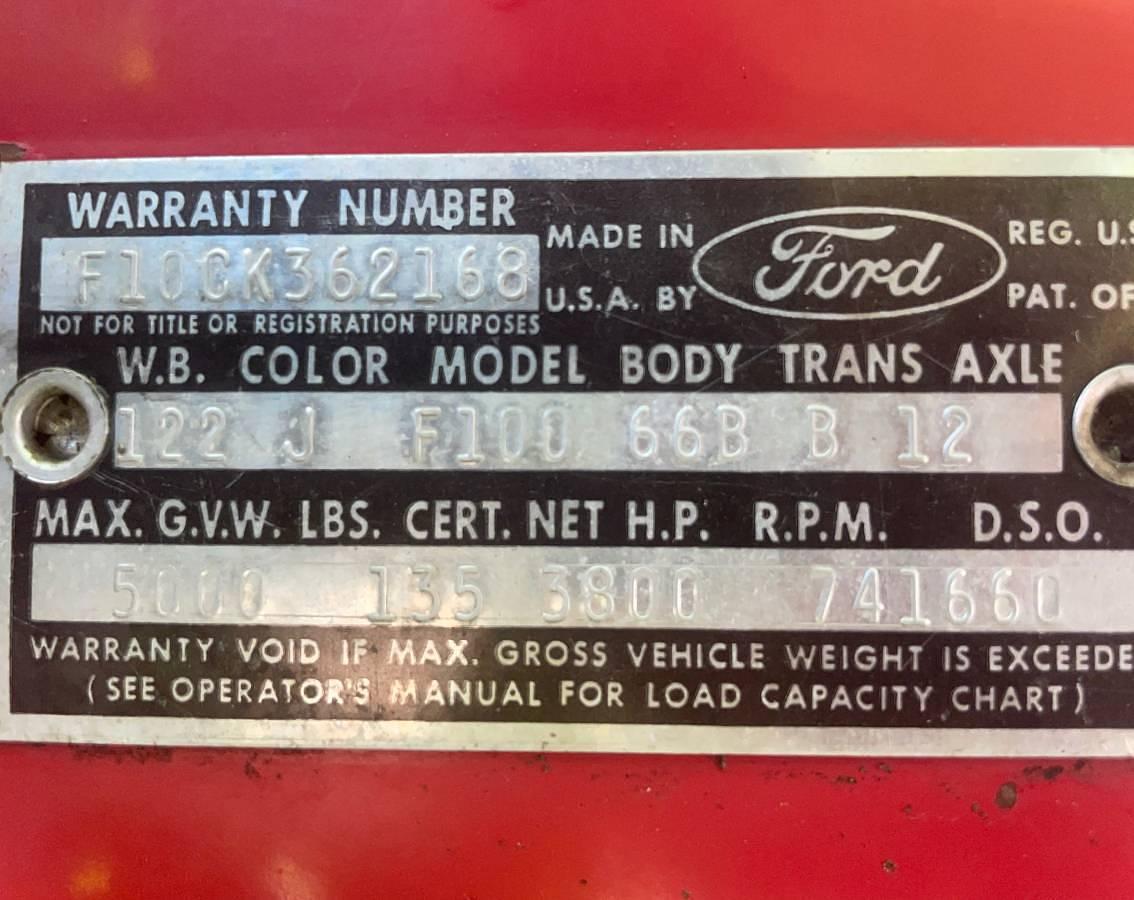 WARRANTY NUMBER
F10CK362168
NOT FOR TITLE OR REGISTRATION PURPOSES
MADE IN
U.S.A. BY
Ford
REG. U.S
PAT. OF
W.B. COLOR MODEL BODY TRANS AXLE
122 J F100 66B B 12
MAX. G.V.W. LBS. CERT. NET H.P. R.P.M. D.S.O.
5000 135 3800 741660
WARRANTY VOID IF MAX. GROSS VEHICLE WEIGHT IS EXCEEDE
(SEE OPERATOR'S MANUAL FOR LOAD CAPACITY CHART)